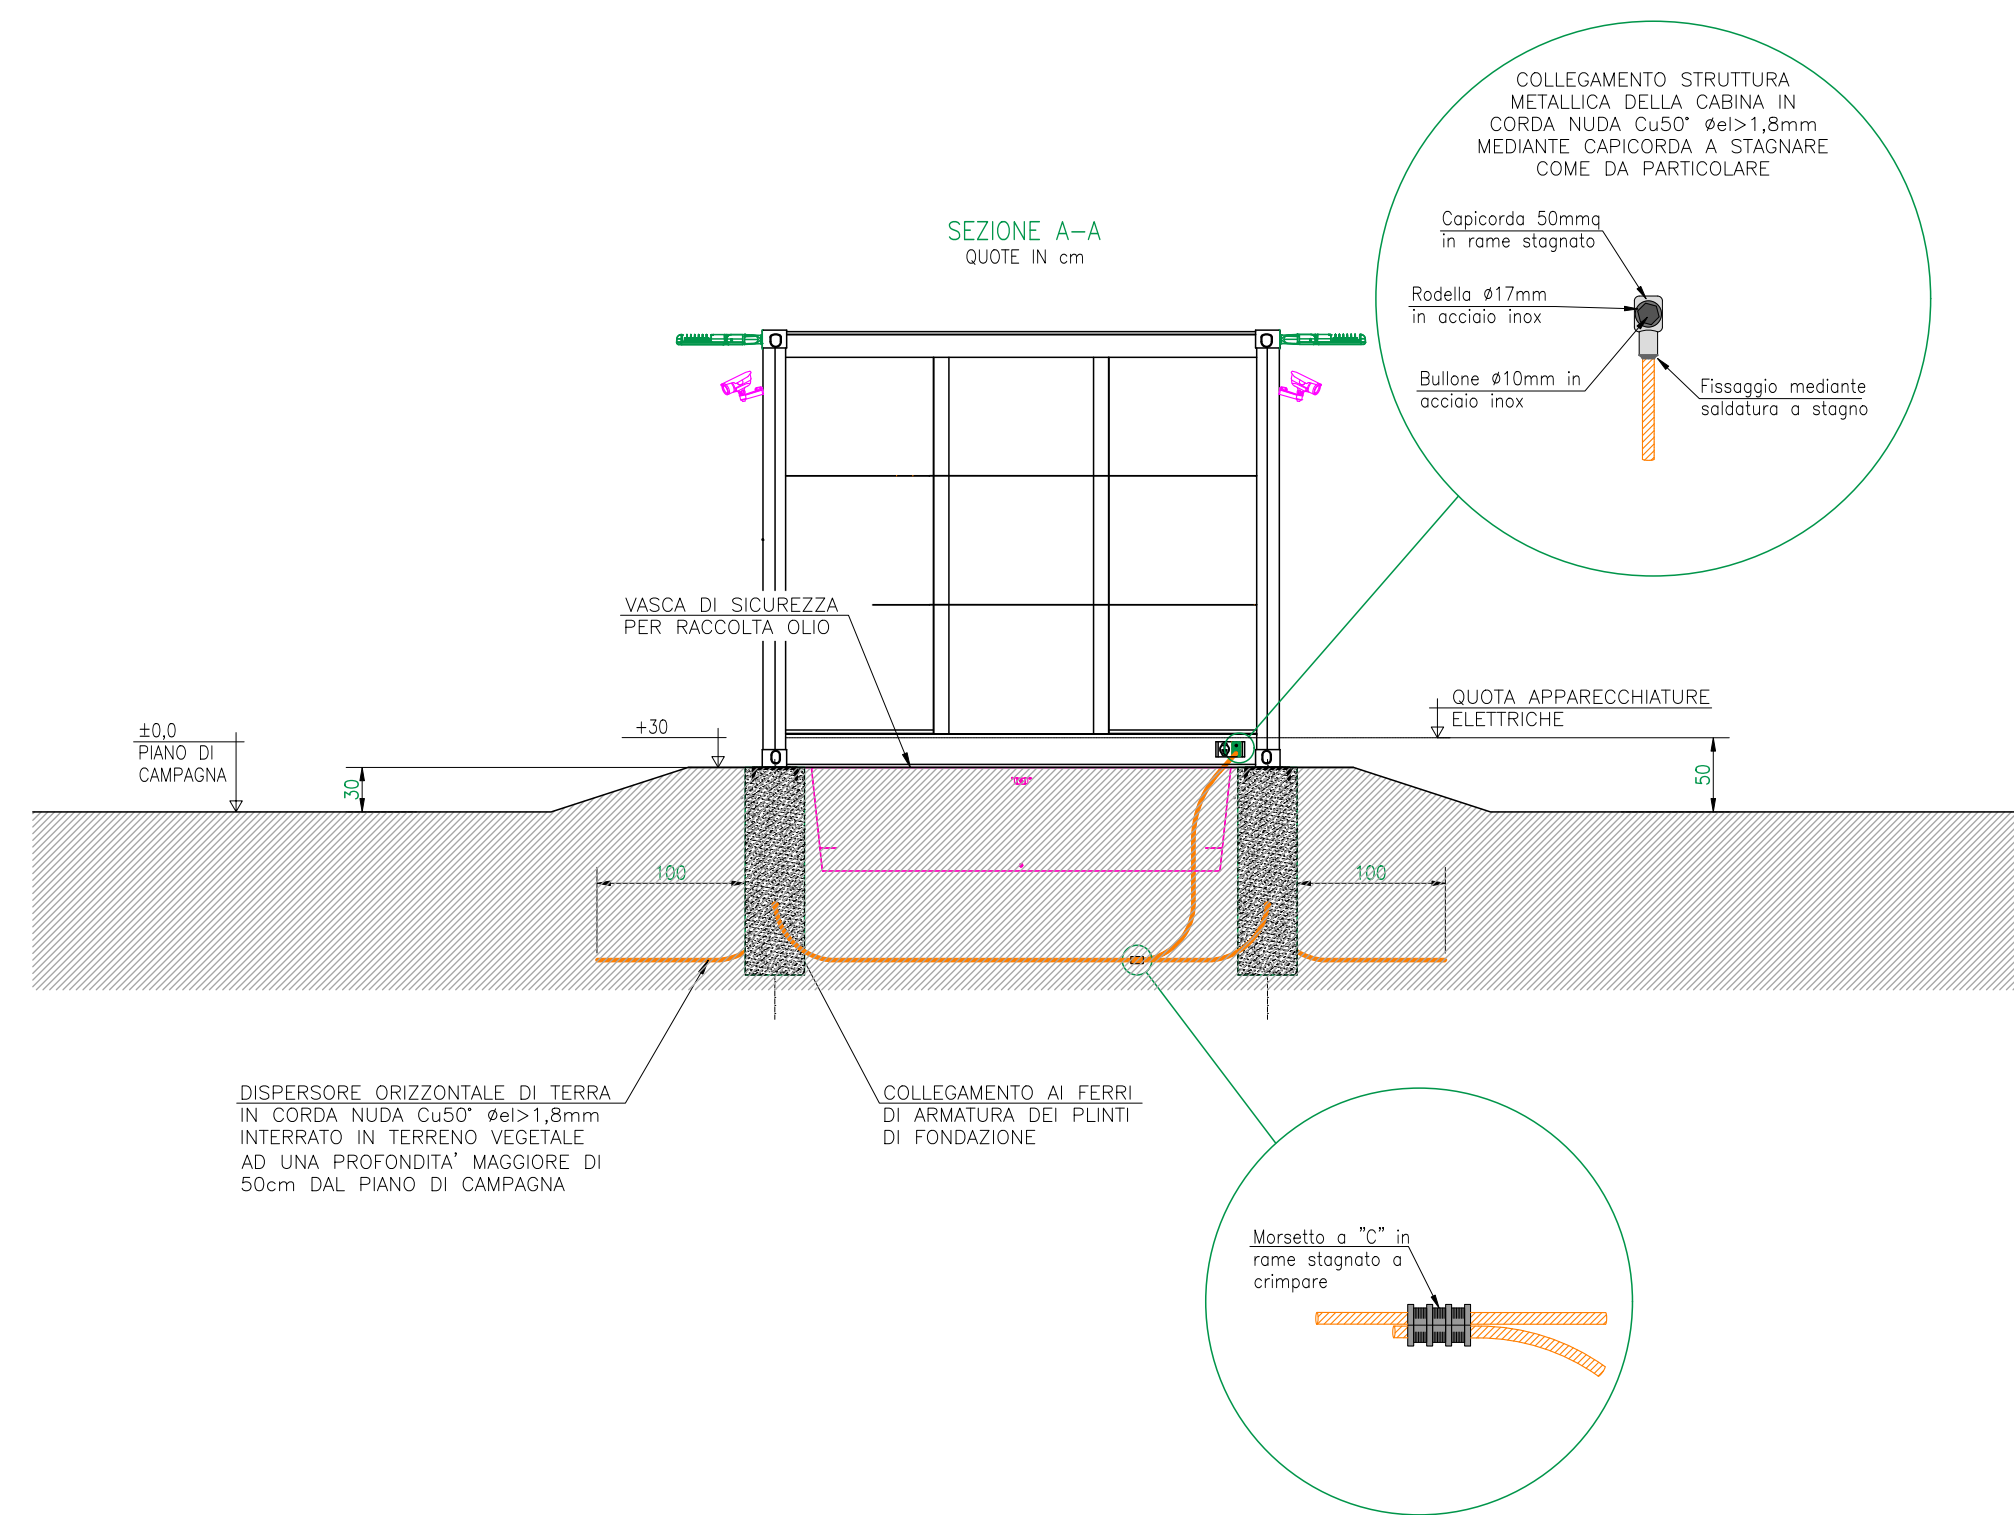 COLLEGAMENTO STRUTTURA
METALLICA DELLA CABINA IN
CORDA NUDA Cu50° Øel>1,8mm
MEDIANTE CAPICORDA A STAGNARE
COME DA PARTICOLARE
Capicorda 50mmq
in rame stagnato
Rodella Ø17mm
in acciaio inox
Bullone Ø10mm in
acciaio inox
Fissaggio mediante
saldatura a stagno
SEZIONE A-A
QUOTE IN cm
VASCA DI SICUREZZA
PER RACCOLTA OLIO
QUOTA APPARECCHIATURE
ELETTRICHE
±0,0
PIANO DI
CAMPAGNA
+30
30
50
100
100
DISPERSORE ORIZZONTALE DI TERRA
IN CORDA NUDA Cu50° Øel>1,8mm
INTERRATO IN TERRENO VEGETALE
AD UNA PROFONDITA' MAGGIORE DI
50cm DAL PIANO DI CAMPAGNA
COLLEGAMENTO AI FERRI
DI ARMATURA DEI PLINTI
DI FONDAZIONE
Morsetto a "C" in
rame stagnato a
crimpare